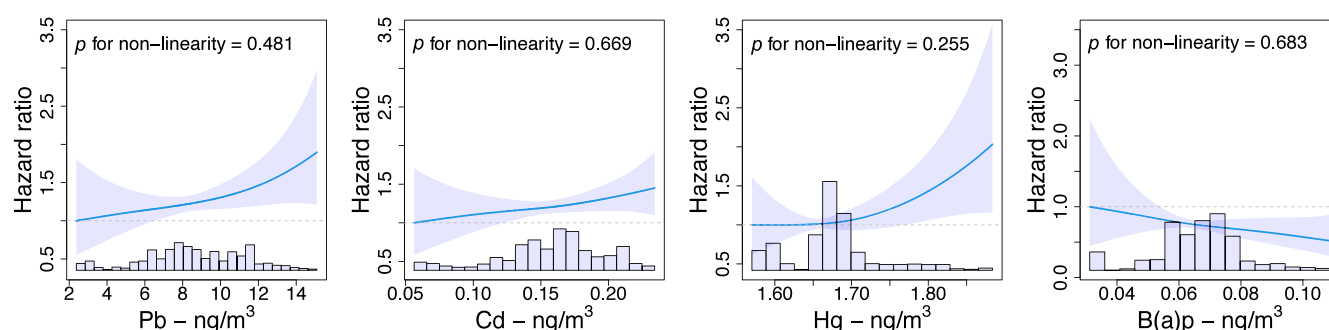 Hazard ratio
3.5
2.5
1.5
0.5
p for non-linearity = 0.481
2 4 6 8 10 12 14
Pb – ng/m³
Hazard ratio
3.5
2.5
1.5
0.5
p for non-linearity = 0.669
0.05 0.10 0.15 0.20
Cd – ng/m³
Hazard ratio
3.5
2.5
1.5
0.5
p for non-linearity = 0.255
1.60 1.70 1.80
Hg – ng/m³
Hazard ratio
3.0
2.0
1.0
0.0
p for non-linearity = 0.683
0.04 0.06 0.08 0.10
B(a)p – ng/m³